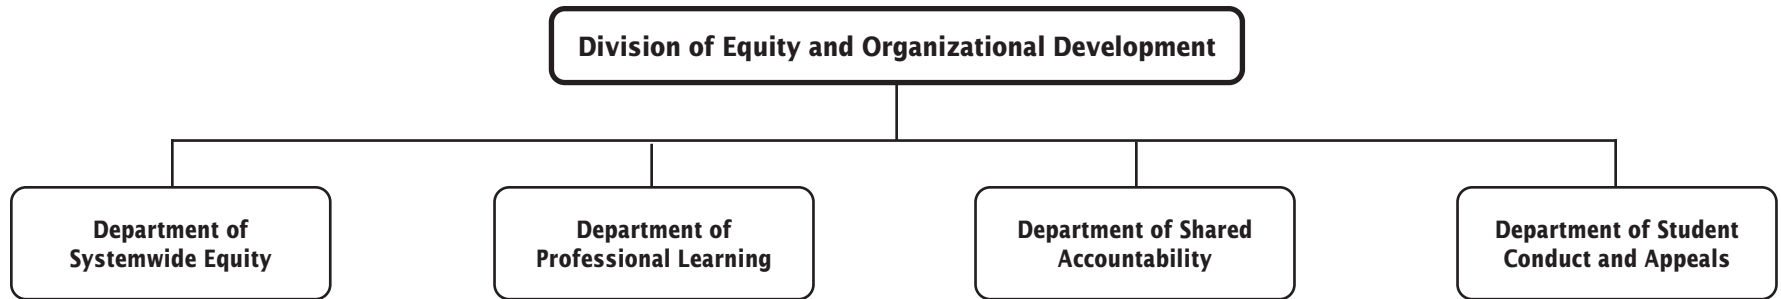 Division of Equity and Organizational Development
Department of
Systemwide Equity
Department of
Professional Learning
Department of Shared
Accountability
Department of Student
Conduct and Appeals